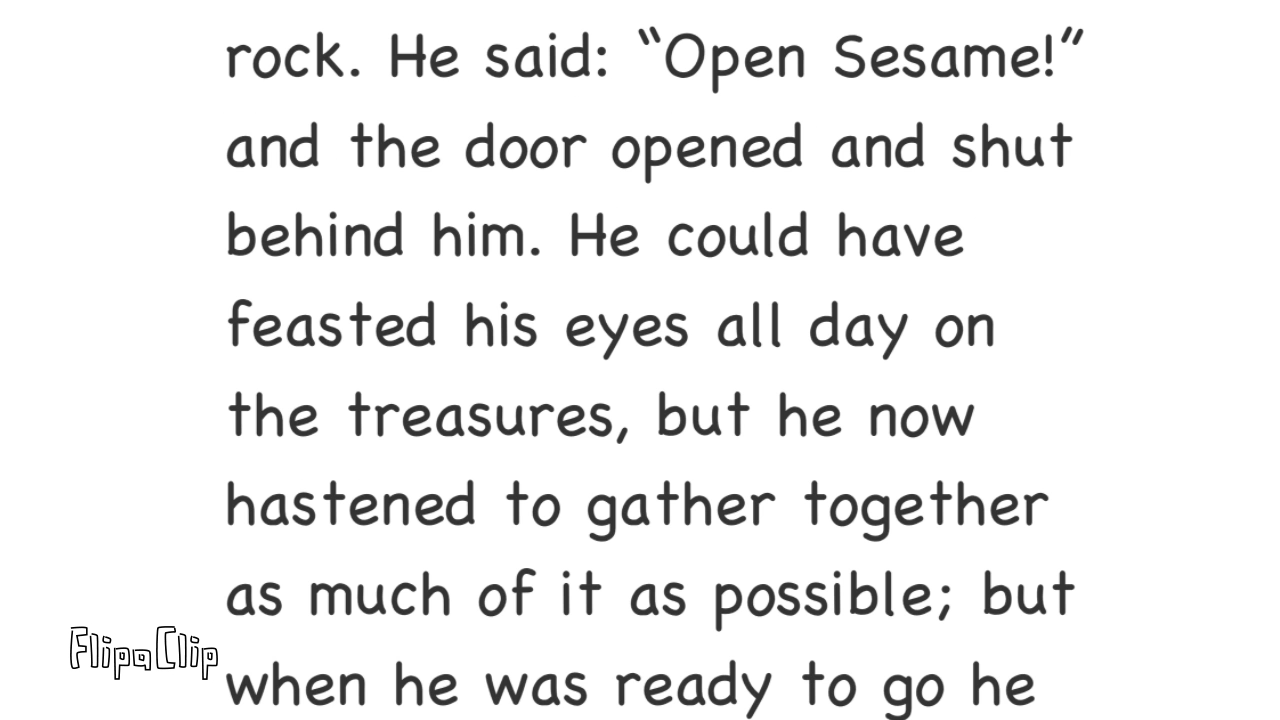 rock. He said: “Open Sesame!”
and the door opened and shut
behind him. He could have
feasted his eyes all day on
the treasures, but he now
hastened to gather together
as much of it as possible; but
FlipaClip
when he was ready to go he